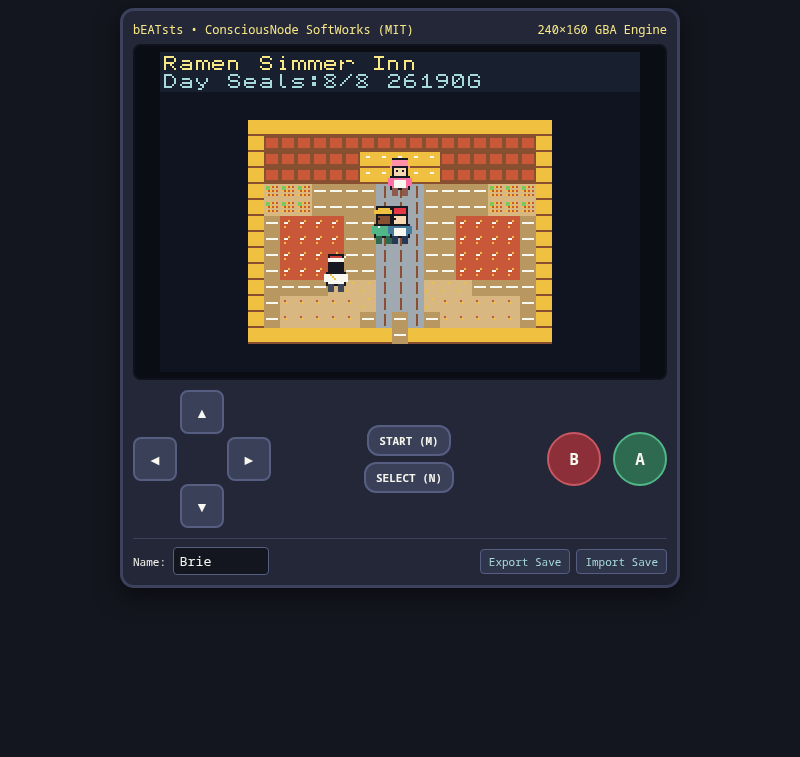 bEATsts • ConsciousNode SoftWorks (MIT)
240×160 GBA Engine
Ramen Simmer Inn
Day Seals:8/8 26190G
▲
◄
►
▼
START (M)
SELECT (N)
B
A
Name:
Brie
Export Save
Import Save